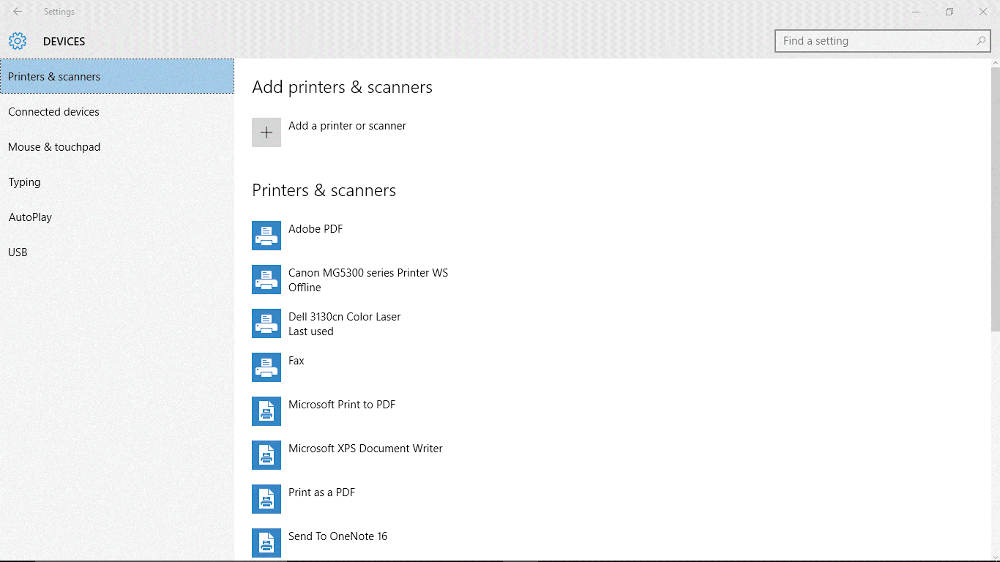 Settings
DEVICES
Find a setting
Printers & scanners
Connected devices
Mouse & touchpad
Typing
AutoPlay
USB
Add printers & scanners
Add a printer or scanner
Printers & scanners
Adobe PDF
Canon MG5300 series Printer WS
Offline
Dell 3130cn Color Laser
Last used
Fax
Microsoft Print to PDF
Microsoft XPS Document Writer
Print as a PDF
Send To OneNote 16